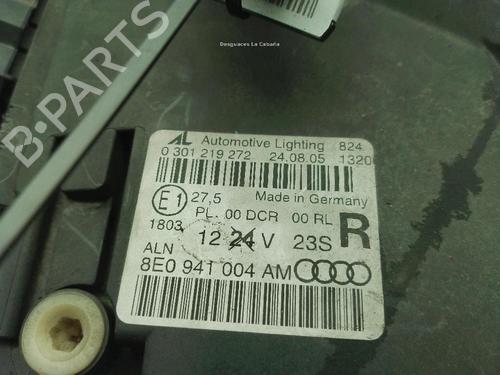 Desguaces La Cabaña
B-PARTS
AL Automotive Lighting 824
0 301 219 272 24.08.05 1320
E1 27,5 Made in Germany
PL. 00 DCR 00 RL
1803 12 24 V 23S R
ALN
8E0 941 004 AM